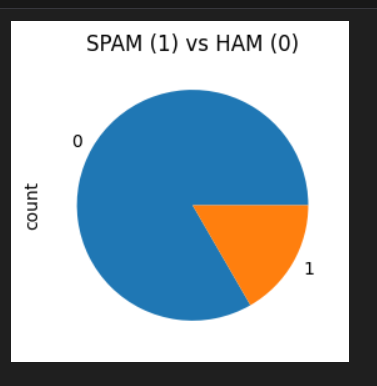 SPAM (1) vs HAM (0)
0
count
1